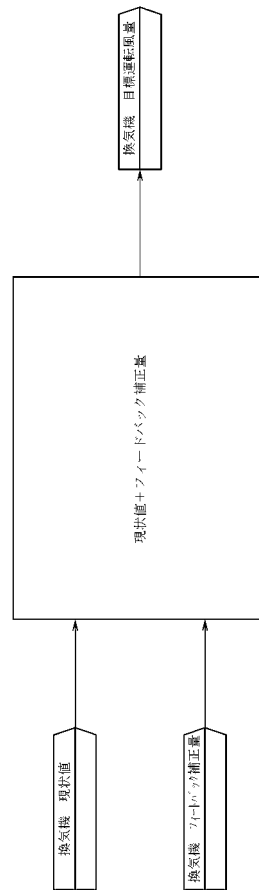 換気機 現状値
換気機 フィートバック補正量
現状値+フィードバック補正量
換気機 目標運転風量